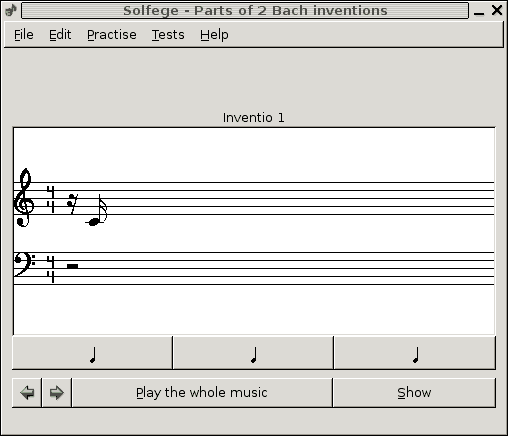 Solfege - Parts of 2 Bach inventions
File Edit Practise Tests Help
Inventio 1
4 4
4 4
Play the whole music Show